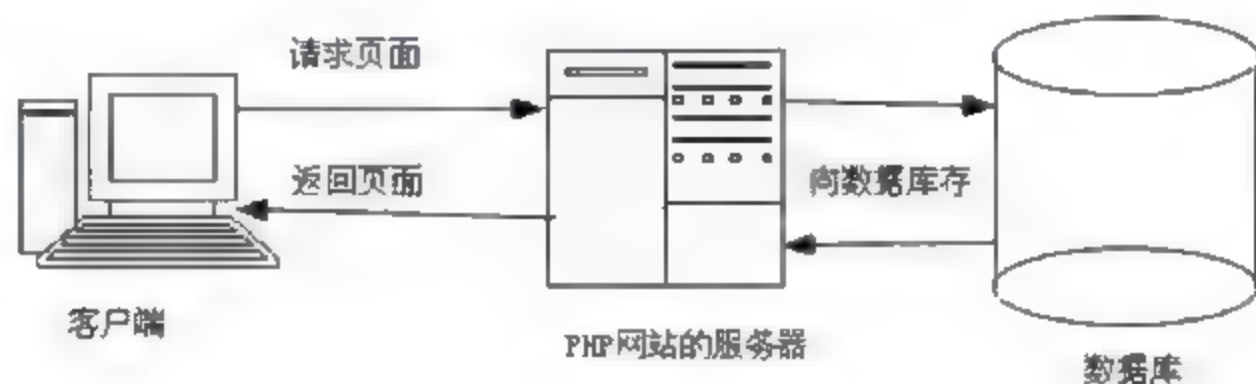 请求页面
返回页面
向数据库存
客户端
PHP网站的服务器
数据库